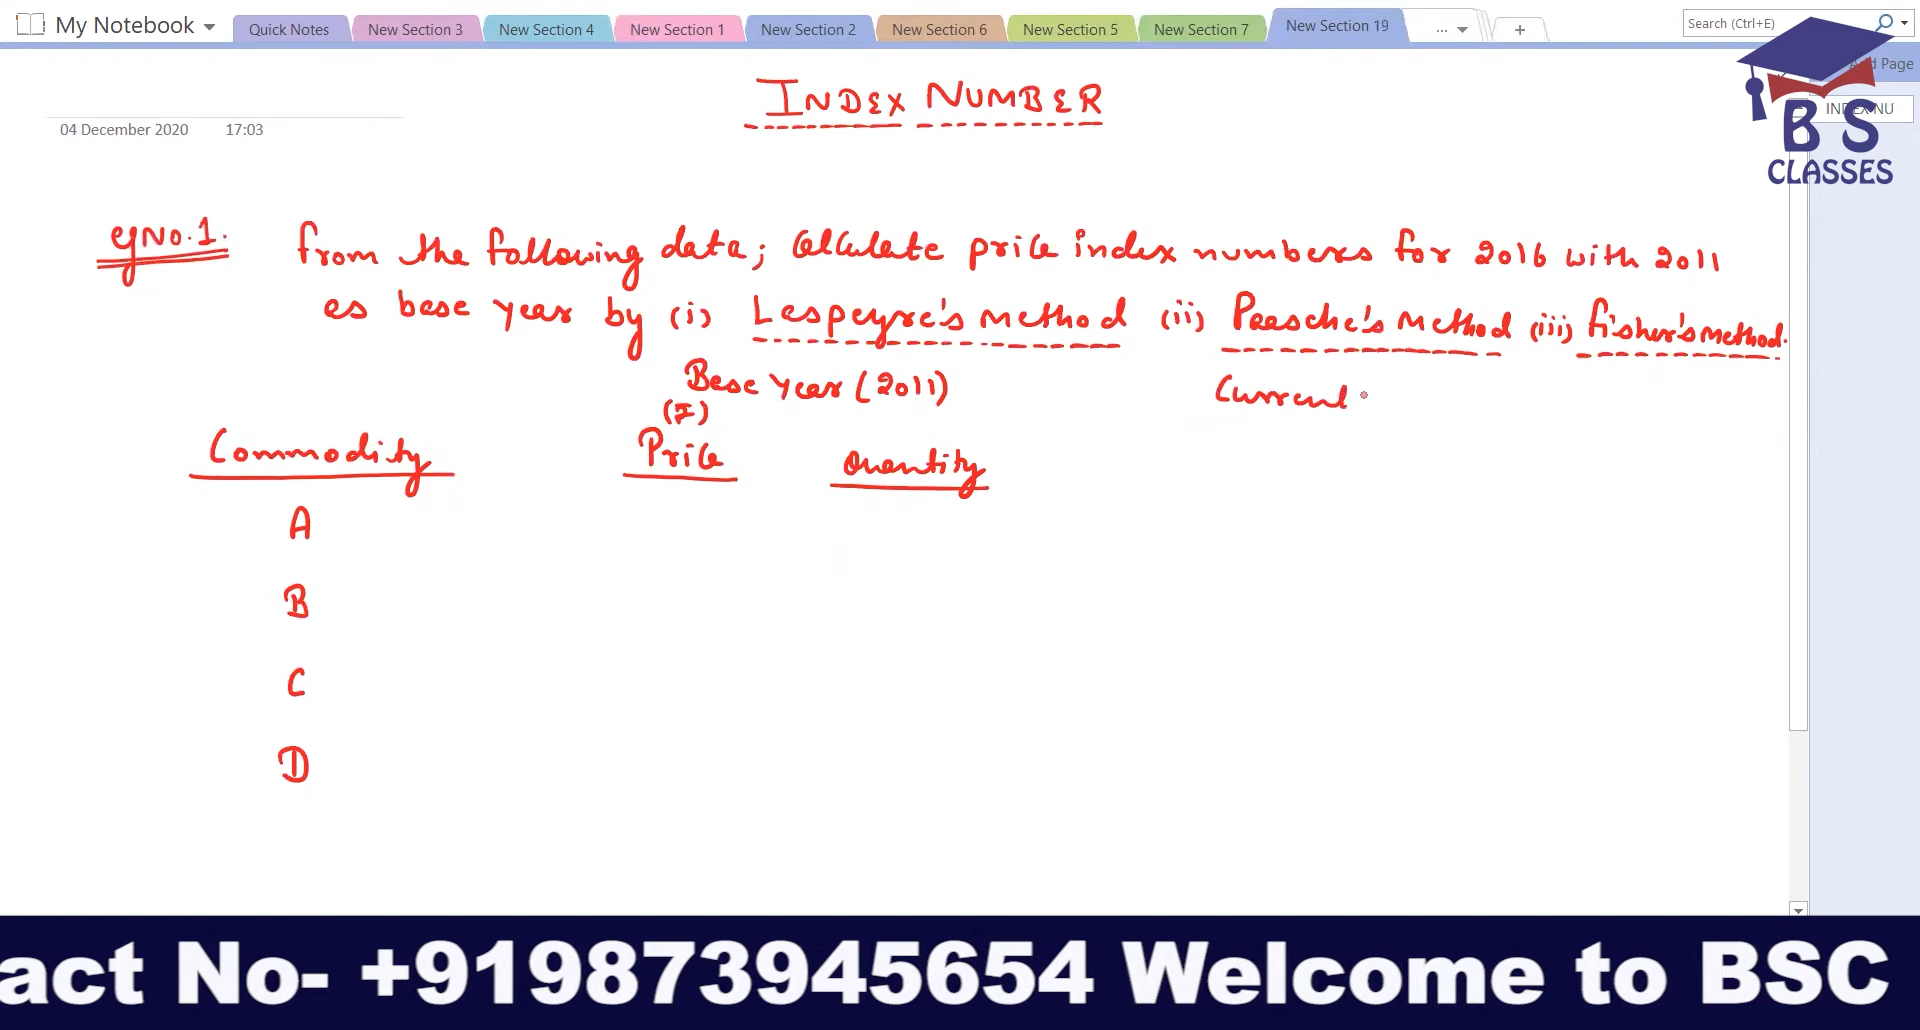 My Notebook
Quick Notes
New Section 3
New Section 4
New Section 1
New Section 2
New Section 6
New Section 5
New Section 7
New Section 19
...
+
Search (Ctrl+E)
Page
INDEX NU
B S
CLASSES
INDEX NUMBER
04 December 2020 17:03
eg No. 1. from the following data; calculate price index numbers for 2016 with 2011
as base year by (i) Laspeyre's method (ii) Paasche's Method (iii) fisher's method.
Base Year (2011) Current
(₹)
Commodity Price Quantity
A
B
C
D
act No- +919873945654 Welcome to BSC